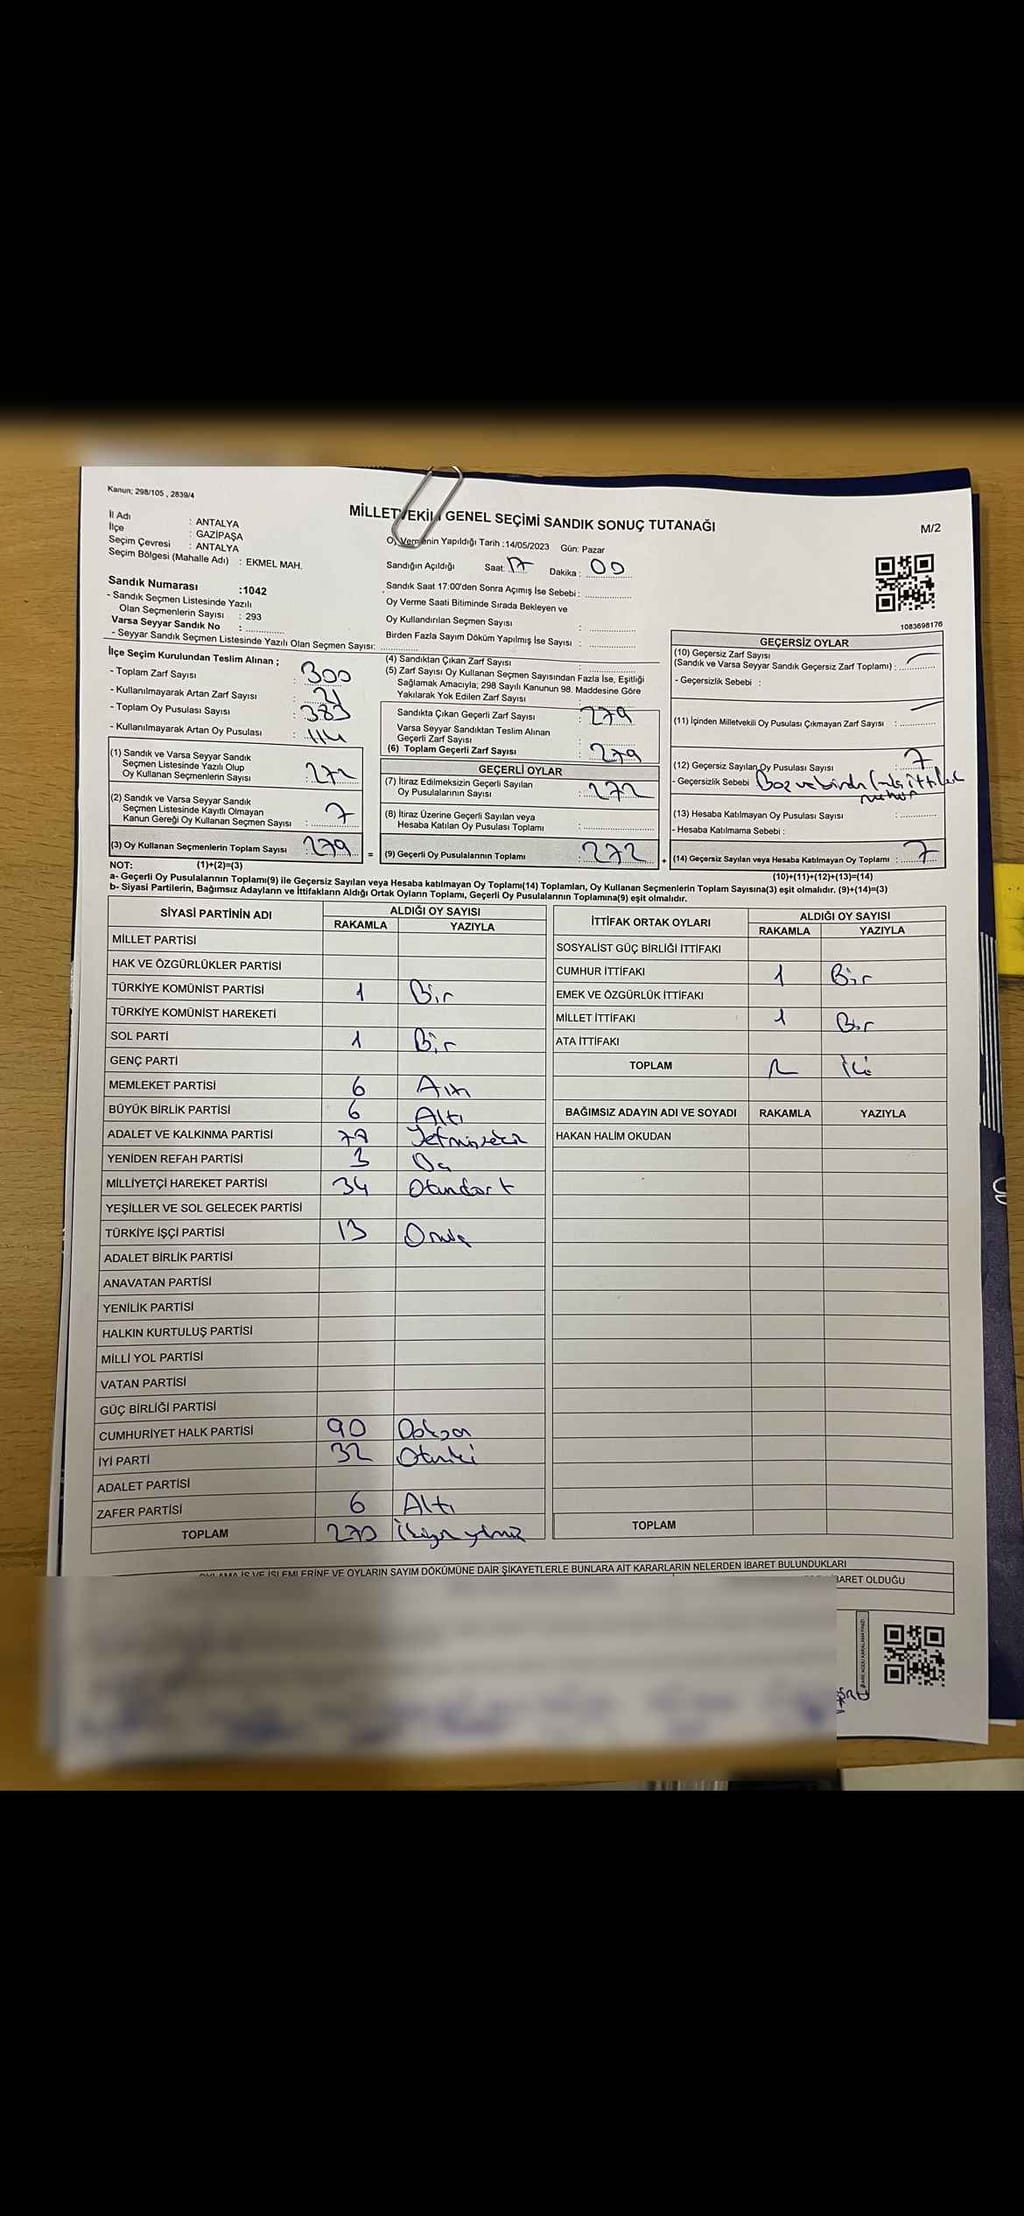 Kanun; 298/105 , 2839/4
MİLLETVEKİLİ GENEL SEÇİMİ SANDIK SONUÇ TUTANAĞI
M/2
İl Adı : ANTALYA
İlçe : GAZİPAŞA
Seçim Çevresi : ANTALYA
Seçim Bölgesi (Mahalle Adı) : EKMEL MAH.
Oy Vermenin Yapıldığı Tarih :14/05/2023 Gün: Pazar
Sandığın Açıldığı Saat: 17 Dakika : 00
Sandık Saat 17:00'den Sonra Açımış İse Sebebi :
Oy Verme Saati Bitiminde Sırada Bekleyen ve
Oy Kullandırılan Seçmen Sayısı :
Birden Fazla Sayım Döküm Yapılmış İse Sayısı :
Sandık Numarası :1042
- Sandık Seçmen Listesinde Yazılı
Olan Seçmenlerin Sayısı : 293
Varsa Seyyar Sandık No :
- Seyyar Sandık Seçmen Listesinde Yazılı Olan Seçmen Sayısı:
1083698176
İlçe Seçim Kurulundan Teslim Alınan ;
- Toplam Zarf Sayısı : 300
- Kullanılmayarak Artan Zarf Sayısı : 21
- Toplam Oy Pusulası Sayısı : 383
- Kullanılmayarak Artan Oy Pusulası : 114
(1) Sandık ve Varsa Seyyar Sandık
Seçmen Listesinde Yazılı Olup
Oy Kullanan Seçmenlerin Sayısı : 272
(2) Sandık ve Varsa Seyyar Sandık
Seçmen Listesinde Kayıtlı Olmayan
Kanun Gereği Oy Kullanan Seçmen Sayısı : 7
(3) Oy Kullanan Seçmenlerin Toplam Sayısı : 279
(4) Sandıktan Çıkan Zarf Sayısı :
(5) Zarf Sayısı Oy Kullanan Seçmen Sayısından Fazla İse, Eşitliği
Sağlamak Amacıyla; 298 Sayılı Kanunun 98. Maddesine Göre
Yakılarak Yok Edilen Zarf Sayısı
Sandıkta Çıkan Geçerli Zarf Sayısı : 279
Varsa Seyyar Sandıktan Teslim Alınan
Geçerli Zarf Sayısı
(6) Toplam Geçerli Zarf Sayısı : 279
GEÇERLİ OYLAR
(7) İtiraz Edilmeksizin Geçerli Sayılan
Oy Pusulalarının Sayısı : 272
(8) İtiraz Üzerine Geçerli Sayılan veya
Hesaba Katılan Oy Pusulası Toplamı :
= (9) Geçerli Oy Pusulalarının Toplamı : 272
GEÇERSİZ OYLAR
(10) Geçersiz Zarf Sayısı
(Sandık ve Varsa Seyyar Sandık Geçersiz Zarf Toplamı) :
- Geçersizlik Sebebi :
(11) İçinden Milletvekili Oy Pusulası Çıkmayan Zarf Sayısı :
(12) Geçersiz Sayılan Oy Pusulası Sayısı : 7
- Geçersizlik Sebebi
(13) Hesaba Katılmayan Oy Pusulası Sayısı :
- Hesaba Katılmama Sebebi :
+ (14) Geçersiz Sayılan veya Hesaba Katılmayan Oy Toplamı : 7
NOT: (1)+(2)=(3)
(10)+(11)+(12)+(13)=(14)
a- Geçerli Oy Pusulalarının Toplamı(9) ile Geçersiz Sayılan veya Hesaba katılmayan Oy Toplamı(14) Toplamları, Oy Kullanan Seçmenlerin Toplam Sayısına(3) eşit olmalıdır. (9)+(14)=(3)
b- Siyasi Partilerin, Bağımsız Adayların ve İttifakların Aldığı Ortak Oyların Toplamı, Geçerli Oy Pusulalarının Toplamına(9) eşit olmalıdır.
SİYASİ PARTİNİN ADI ALDIĞI OY SAYISI
RAKAMLA YAZIYLA
MİLLET PARTİSİ
HAK VE ÖZGÜRLÜKLER PARTİSİ
TÜRKİYE KOMÜNİST PARTİSİ 1 Bir
TÜRKİYE KOMÜNİST HAREKETİ
SOL PARTİ 1 Bir
GENÇ PARTİ
MEMLEKET PARTİSİ 6 Altı
BÜYÜK BİRLİK PARTİSİ 6 Altı
ADALET VE KALKINMA PARTİSİ
YENİDEN REFAH PARTİSİ 3
MİLLİYETÇİ HAREKET PARTİSİ 34 Otuzdört
YEŞİLLER VE SOL GELECEK PARTİSİ
TÜRKİYE İŞÇİ PARTİSİ 13 Onüç
ADALET BİRLİK PARTİSİ
ANAVATAN PARTİSİ
YENİLİK PARTİSİ
HALKIN KURTULUŞ PARTİSİ
MİLLİ YOL PARTİSİ
VATAN PARTİSİ
GÜÇ BİRLİĞİ PARTİSİ
CUMHURİYET HALK PARTİSİ 90 Doksan
İYİ PARTİ 32 Otuziki
ADALET PARTİSİ
ZAFER PARTİSİ 6 Altı
TOPLAM 270 İkiyüz yetmiş
İTTİFAK ORTAK OYLARI ALDIĞI OY SAYISI
RAKAMLA YAZIYLA
SOSYALİST GÜÇ BİRLİĞİ İTTİFAKI
CUMHUR İTTİFAKI 1 Bir
EMEK VE ÖZGÜRLÜK İTTİFAKI
MİLLET İTTİFAKI 1 Bir
ATA İTTİFAKI
TOPLAM 2 İki
BAĞIMSIZ ADAYIN ADI VE SOYADI RAKAMLA YAZIYLA
HAKAN HALİM OKUDAN
TOPLAM
OYLAMA İŞ VE İŞLEMLERİNE VE OYLARIN SAYIM DÖKÜMÜNE DAİR ŞİKAYETLERLE BUNLARA AİT KARARLARIN NELERDEN İBARET BULUNDUKLARI
İBARET OLDUĞU